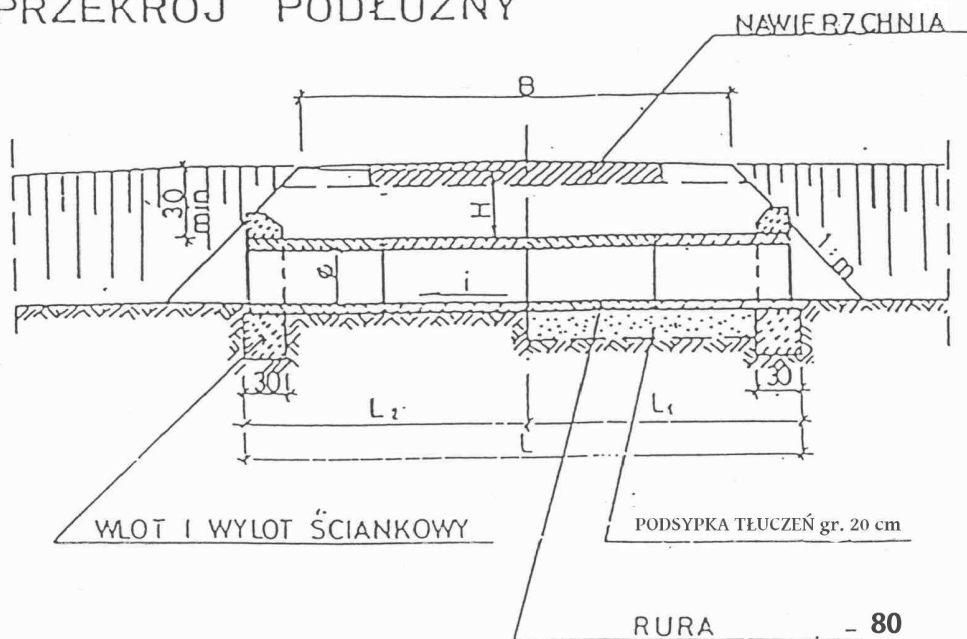 PRZEKRÓJ PODŁUŻNY
NAWIERZCHNIA
B
30
min
H
1:m
φ
i
30
30
L2
L1
L
WLOT I WYLOT ŚCIANKOWY
PODSYPKA TŁUCZEŃ gr. 20 cm
RURA - 80